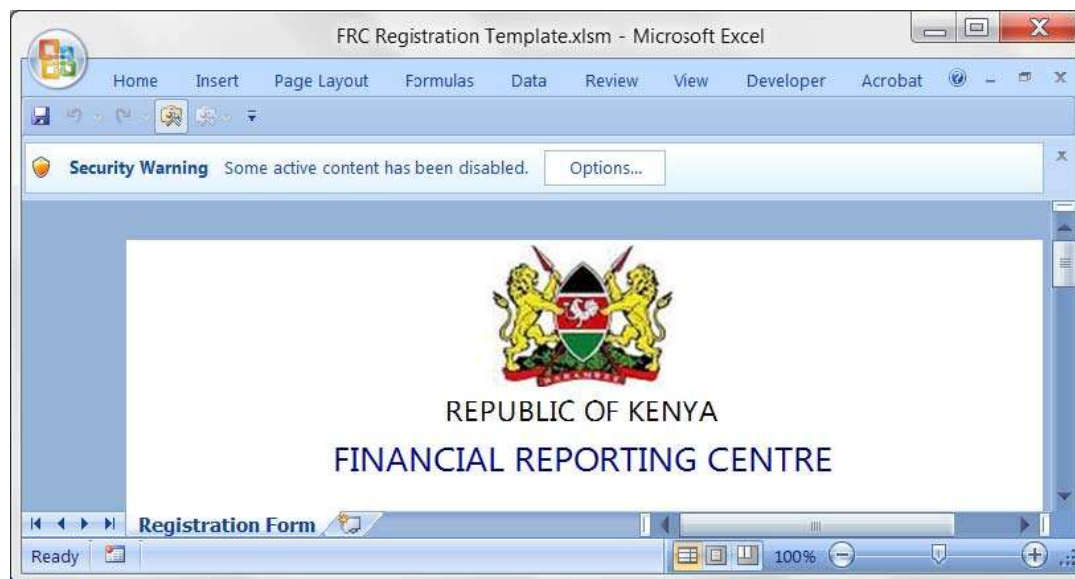 FRC Registration Template.xlsm - Microsoft Excel
Home Insert Page Layout Formulas Data Review View Developer Acrobat
Security Warning Some active content has been disabled. Options...
HARAMBEE
REPUBLIC OF KENYA
FINANCIAL REPORTING CENTRE
Registration Form
Ready 100%